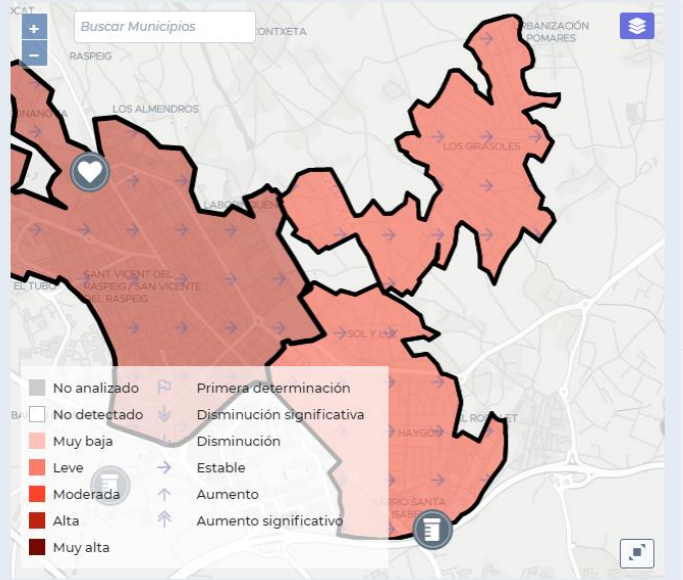 Buscar Municipios
RASPEIG
URBANIZACIÓN
POMARES
LOS ALMENDROS
LOS GIRASOLES
EL TUBO
SANT VICENT DEL
RASPEIG / SAN VICENTE
DEL RASPEIG
SOL Y LUZ
BARRIO SANTA
ISABEL
No analizado
Primera determinación
No detectado
Disminución significativa
Muy baja
Disminución
Leve
Estable
Moderada
Aumento
Alta
Aumento significativo
Muy alta